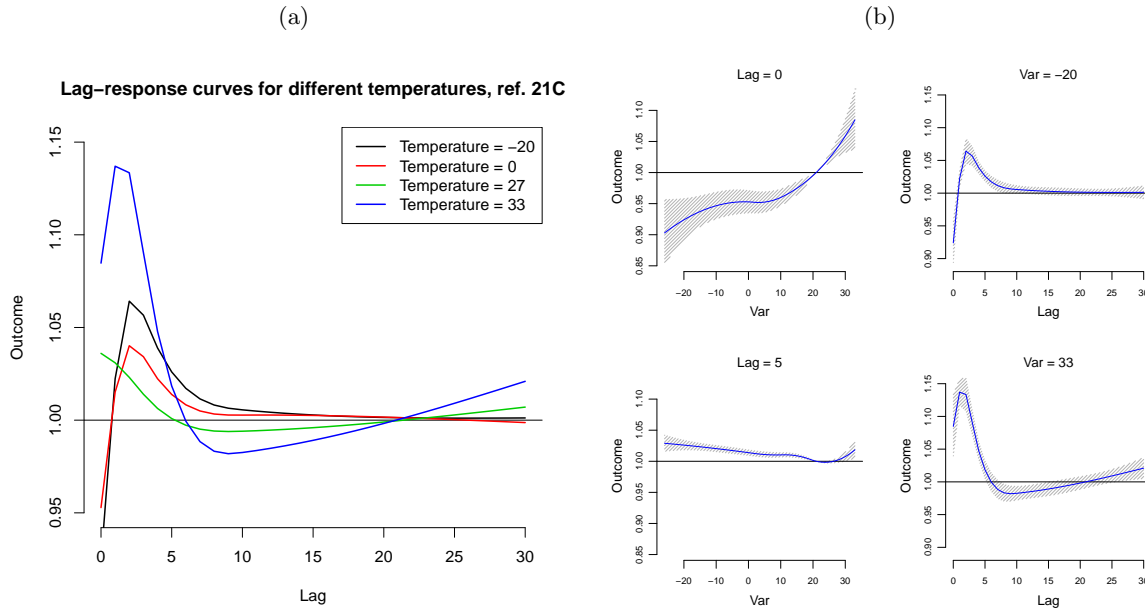 (a)
Lag−response curves for different temperatures, ref. 21C
Temperature = −20
Temperature = 0
Temperature = 27
Temperature = 33
Outcome
1.15
1.10
1.05
1.00
0.95
0 5 10 15 20 25 30
Lag
(b)
Lag = 0
Outcome
1.10
1.05
1.00
0.95
0.90
0.85
−20 −10 0 10 20 30
Var
Var = −20
Outcome
1.15
1.10
1.05
1.00
0.95
0.90
0 5 10 15 20 25 30
Lag
Lag = 5
Outcome
1.10
1.05
1.00
0.95
0.90
0.85
−20 −10 0 10 20 30
Var
Var = 33
Outcome
1.15
1.10
1.05
1.00
0.95
0.90
0 5 10 15 20 25 30
Lag